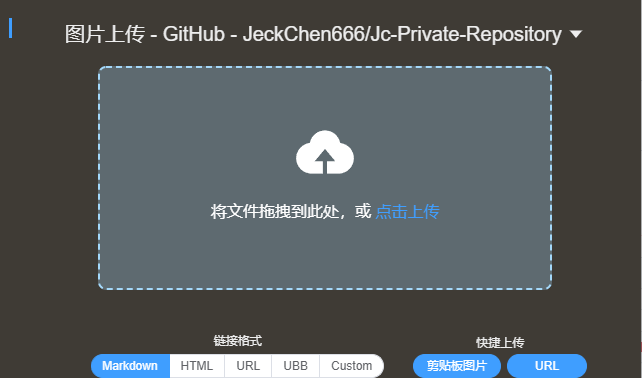 图片上传 - GitHub - JeckChen666/Jc-Private-Repository
将文件拖拽到此处，或 点击上传
链接格式 快捷上传
Markdown HTML URL UBB Custom 剪贴板图片 URL